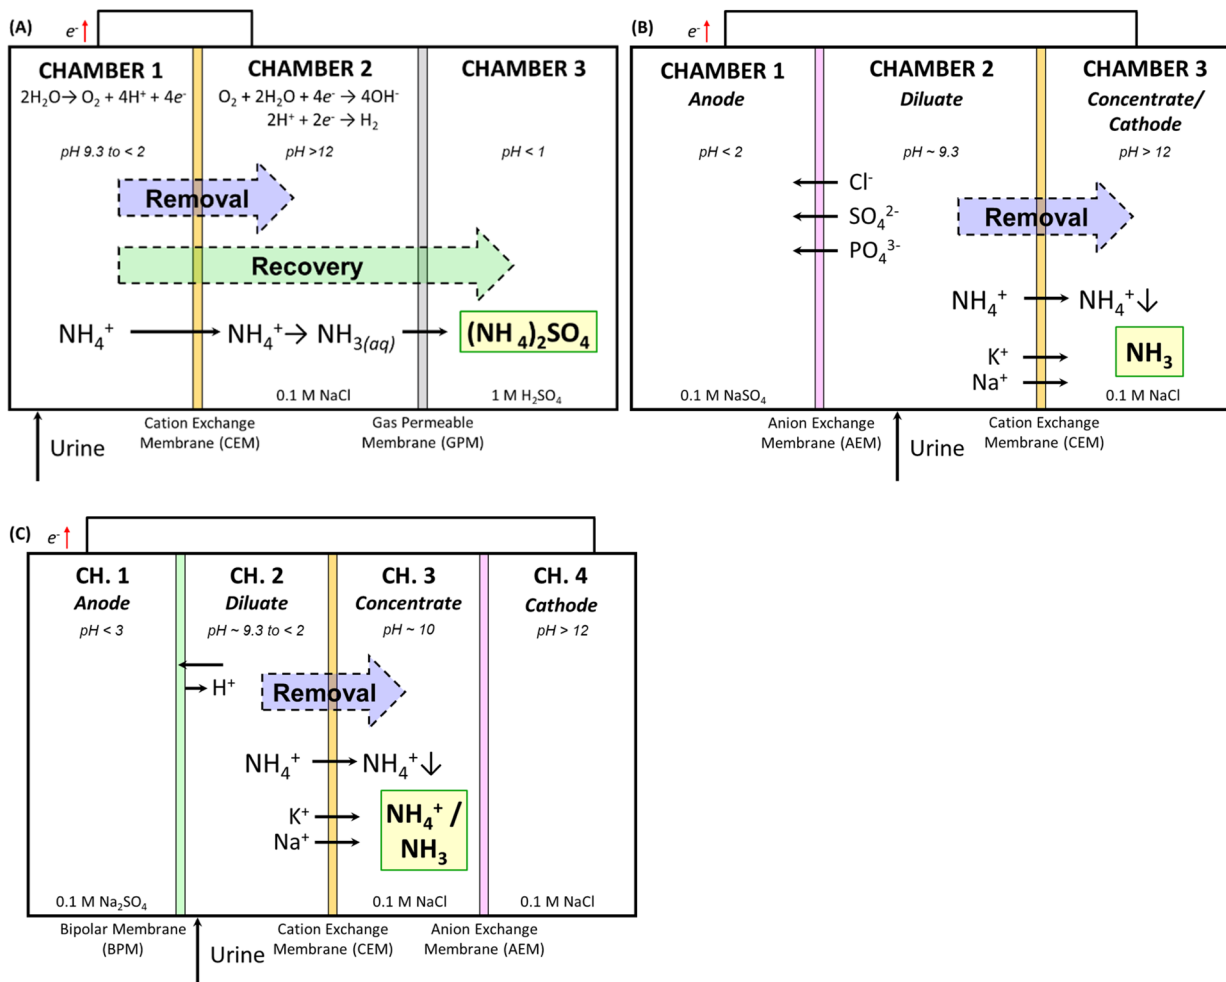 (A)
e⁻
CHAMBER 1
2H₂O→ O₂ + 4H⁺ + 4e⁻
pH 9.3 to < 2
CHAMBER 2
O₂ + 2H₂O + 4e⁻ → 4OH⁻
2H⁺ + 2e⁻ → H₂
pH >12
CHAMBER 3
pH < 1
Removal
Recovery
NH₄⁺
NH₄⁺→ NH₃(aq)
(NH₄)₂SO₄
0.1 M NaCl
1 M H₂SO₄
Urine
Cation Exchange
Membrane (CEM)
Gas Permeable
Membrane (GPM)
(B)
e⁻
CHAMBER 1
Anode
pH < 2
CHAMBER 2
Diluate
pH ~ 9.3
CHAMBER 3
Concentrate/
Cathode
pH > 12
Cl⁻
SO₄²⁻
PO₄³⁻
Removal
NH₄⁺
NH₄⁺↓
K⁺
Na⁺
NH₃
0.1 M NaSO₄
0.1 M NaCl
Anion Exchange
Membrane (AEM)
Urine
Cation Exchange
Membrane (CEM)
(C)
e⁻
CH. 1
Anode
pH < 3
CH. 2
Diluate
pH ~ 9.3 to < 2
CH. 3
Concentrate
pH ~ 10
CH. 4
Cathode
pH > 12
H⁺
Removal
NH₄⁺
NH₄⁺↓
K⁺
Na⁺
NH₄⁺ /
NH₃
0.1 M Na₂SO₄
0.1 M NaCl
0.1 M NaCl
Bipolar Membrane
(BPM)
Urine
Cation Exchange
Membrane (CEM)
Anion Exchange
Membrane (AEM)